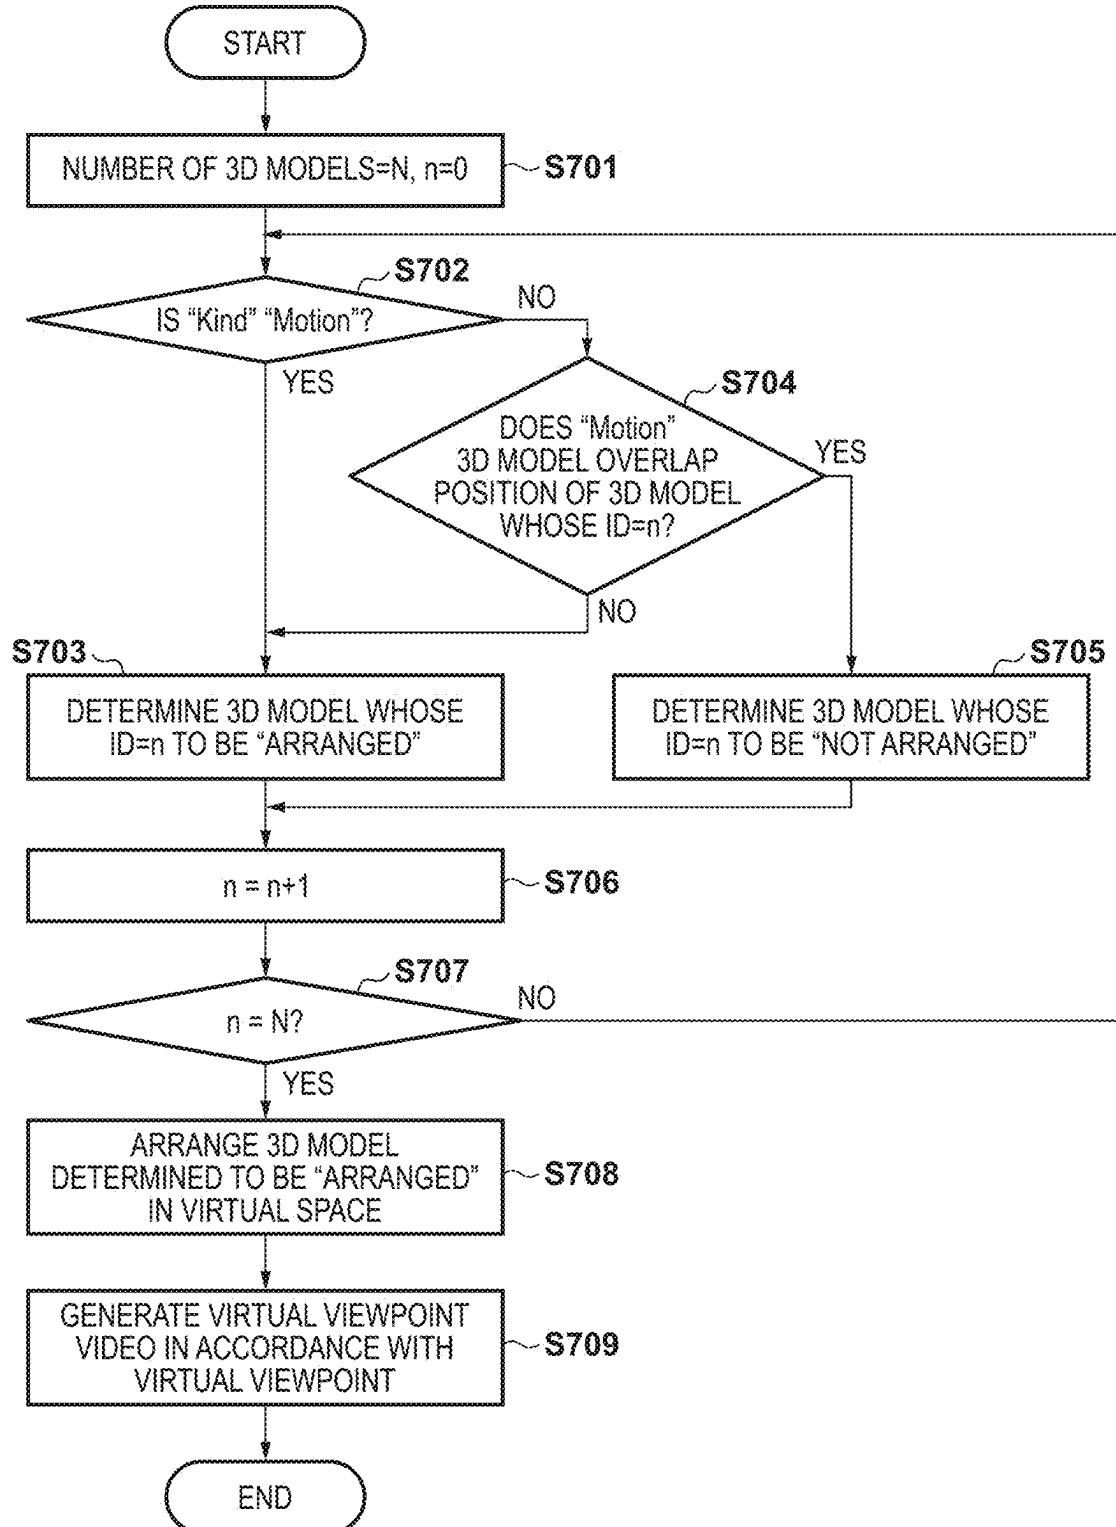 START
NUMBER OF 3D MODELS=N, n=0
S701
S702
IS “Kind” “Motion”?
NO
YES
S704
DOES “Motion”
3D MODEL OVERLAP
POSITION OF 3D MODEL
WHOSE ID=n?
YES
NO
S703
DETERMINE 3D MODEL WHOSE
ID=n TO BE “ARRANGED”
S705
DETERMINE 3D MODEL WHOSE
ID=n TO BE “NOT ARRANGED”
n = n+1
S706
S707
n = N?
NO
YES
ARRANGE 3D MODEL
DETERMINED TO BE “ARRANGED”
IN VIRTUAL SPACE
S708
GENERATE VIRTUAL VIEWPOINT
VIDEO IN ACCORDANCE WITH
VIRTUAL VIEWPOINT
S709
END